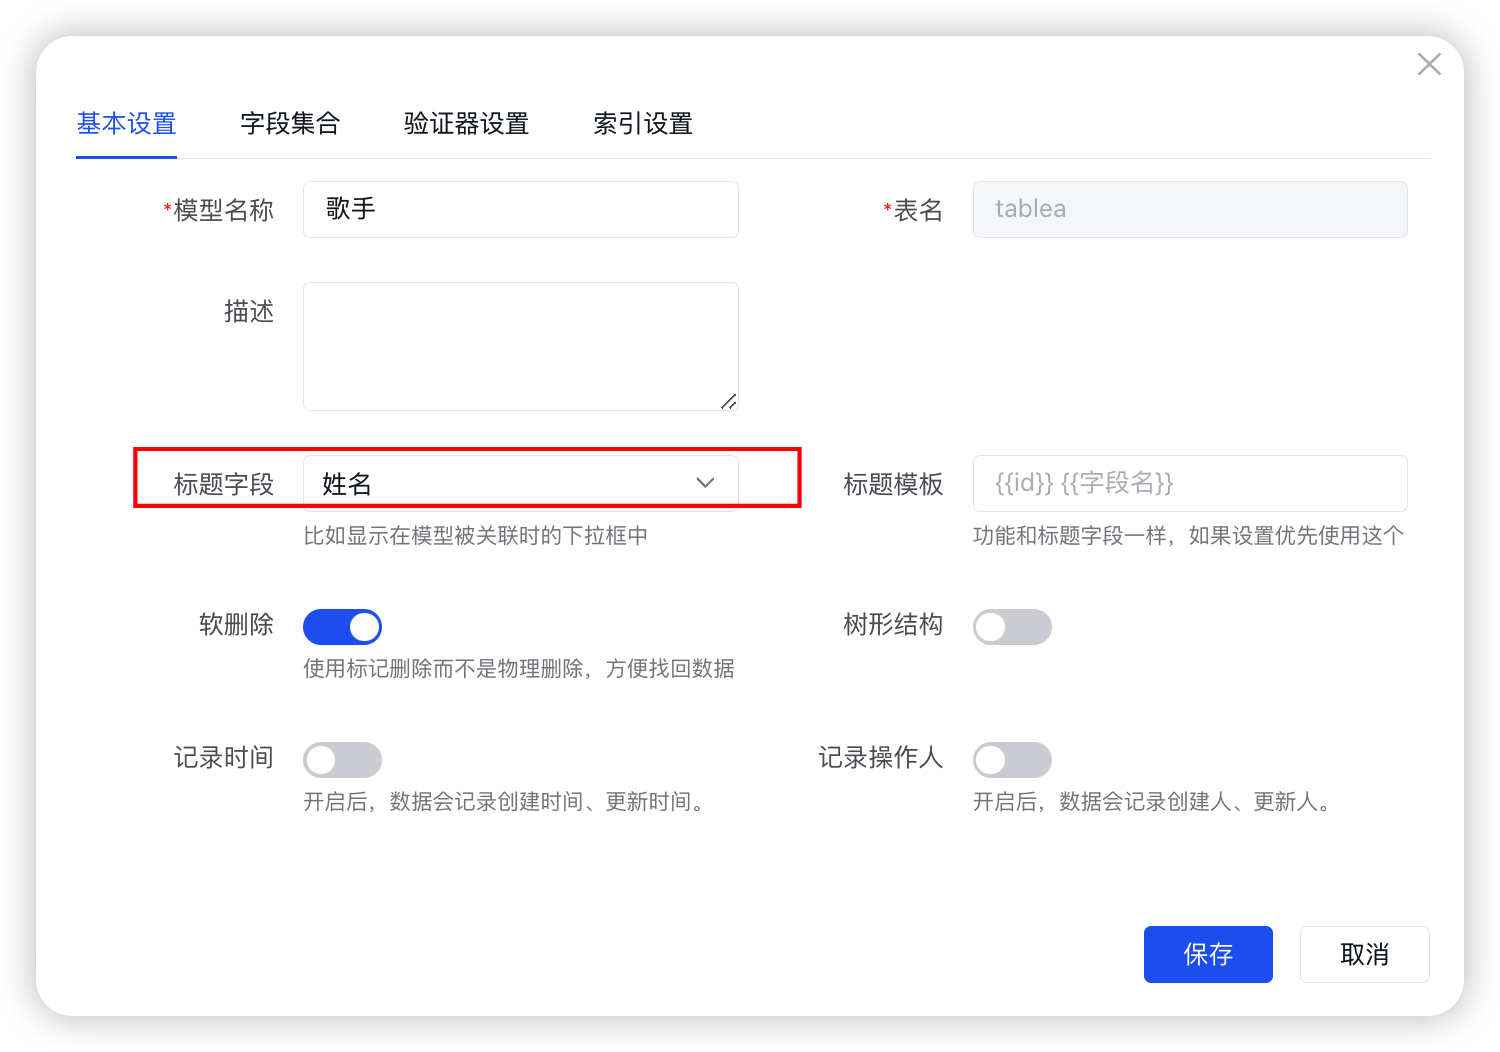 基本设置 字段集合 验证器设置 索引设置
*模型名称 歌手 *表名 tablea
描述
标题字段 姓名 标题模板 {{id}} {{字段名}}
比如显示在模型被关联时的下拉框中 功能和标题字段一样，如果设置优先使用这个
软删除 树形结构
使用标记删除而不是物理删除，方便找回数据
记录时间 记录操作人
开启后，数据会记录创建时间、更新时间。 开启后，数据会记录创建人、更新人。
保存 取消